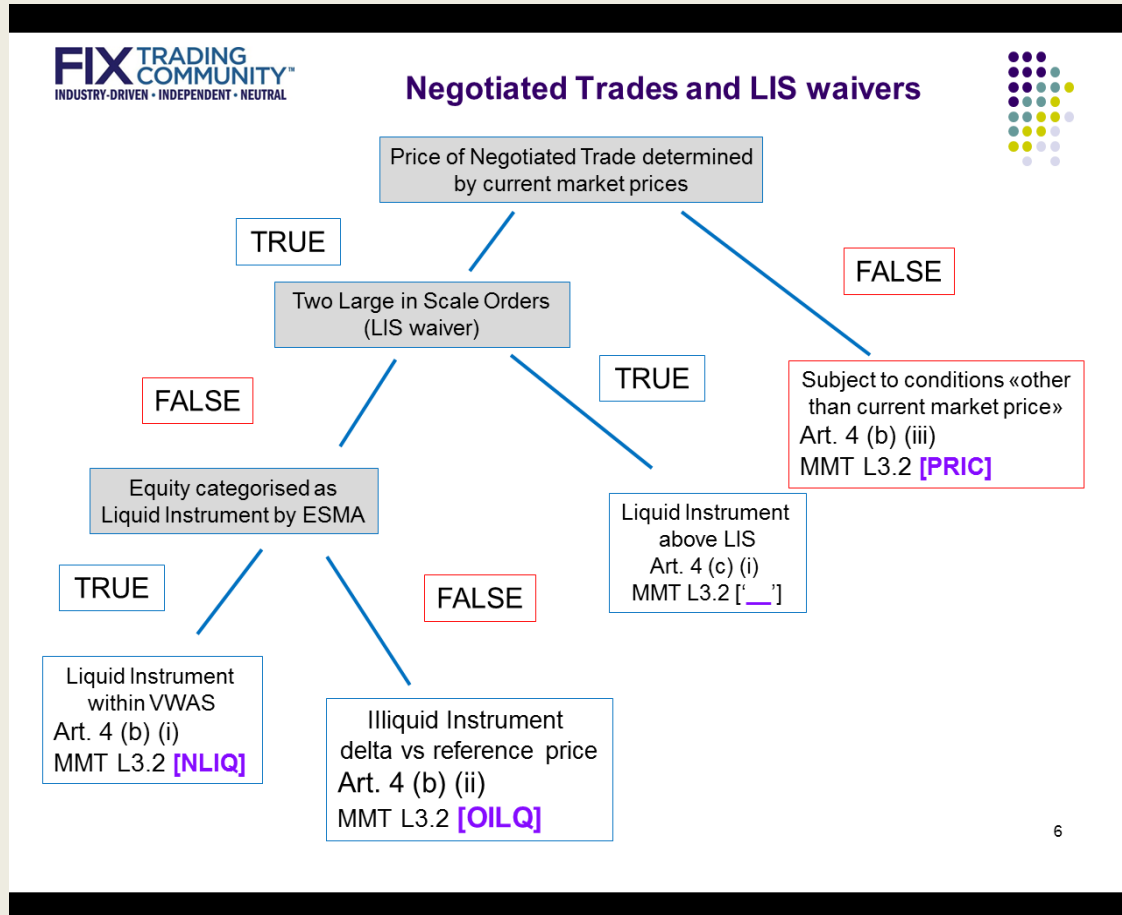 FIX TRADING COMMUNITY™
INDUSTRY-DRIVEN • INDEPENDENT • NEUTRAL
Negotiated Trades and LIS waivers
Price of Negotiated Trade determined
by current market prices
TRUE
FALSE
Two Large in Scale Orders
(LIS waiver)
FALSE
TRUE
Subject to conditions «other
than current market price»
Art. 4 (b) (iii)
MMT L3.2 [PRIC]
Equity categorised as
Liquid Instrument by ESMA
Liquid Instrument
above LIS
Art. 4 (c) (i)
MMT L3.2 ['__']
TRUE
FALSE
Liquid Instrument
within VWAS
Art. 4 (b) (i)
MMT L3.2 [NLIQ]
Illiquid Instrument
delta vs reference price
Art. 4 (b) (ii)
MMT L3.2 [OILQ]
6